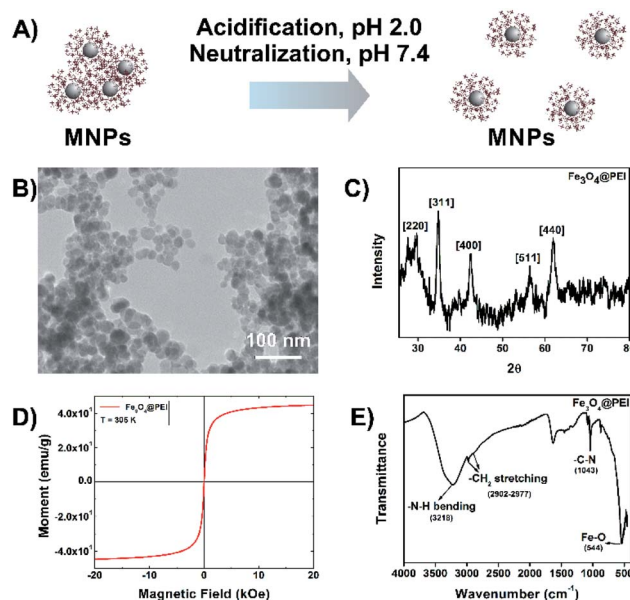 A)
Acidification, pH 2.0
Neutralization, pH 7.4
MNPs
MNPs
B)
100 nm
C)
Fe₃O₄@PEI
[220]
[311]
[400]
[511]
[440]
Intensity
30 40 50 60 70 80
2θ
D)
Fe₃O₄@PEI
T = 305 K
4.0x10¹
2.0x10¹
0.0
-2.0x10¹
-4.0x10¹
Moment (emu/g)
-20 -10 0 10 20
Magnetic Field (kOe)
E)
Fe₃O₄@PEI
-C-N
(1043)
-CH₂ stretching
(2902-2977)
-N-H bending
(3218)
Fe-O
(544)
Transmittance
4000 3500 3000 2500 2000 1500 1000 500
Wavenumber (cm⁻¹)